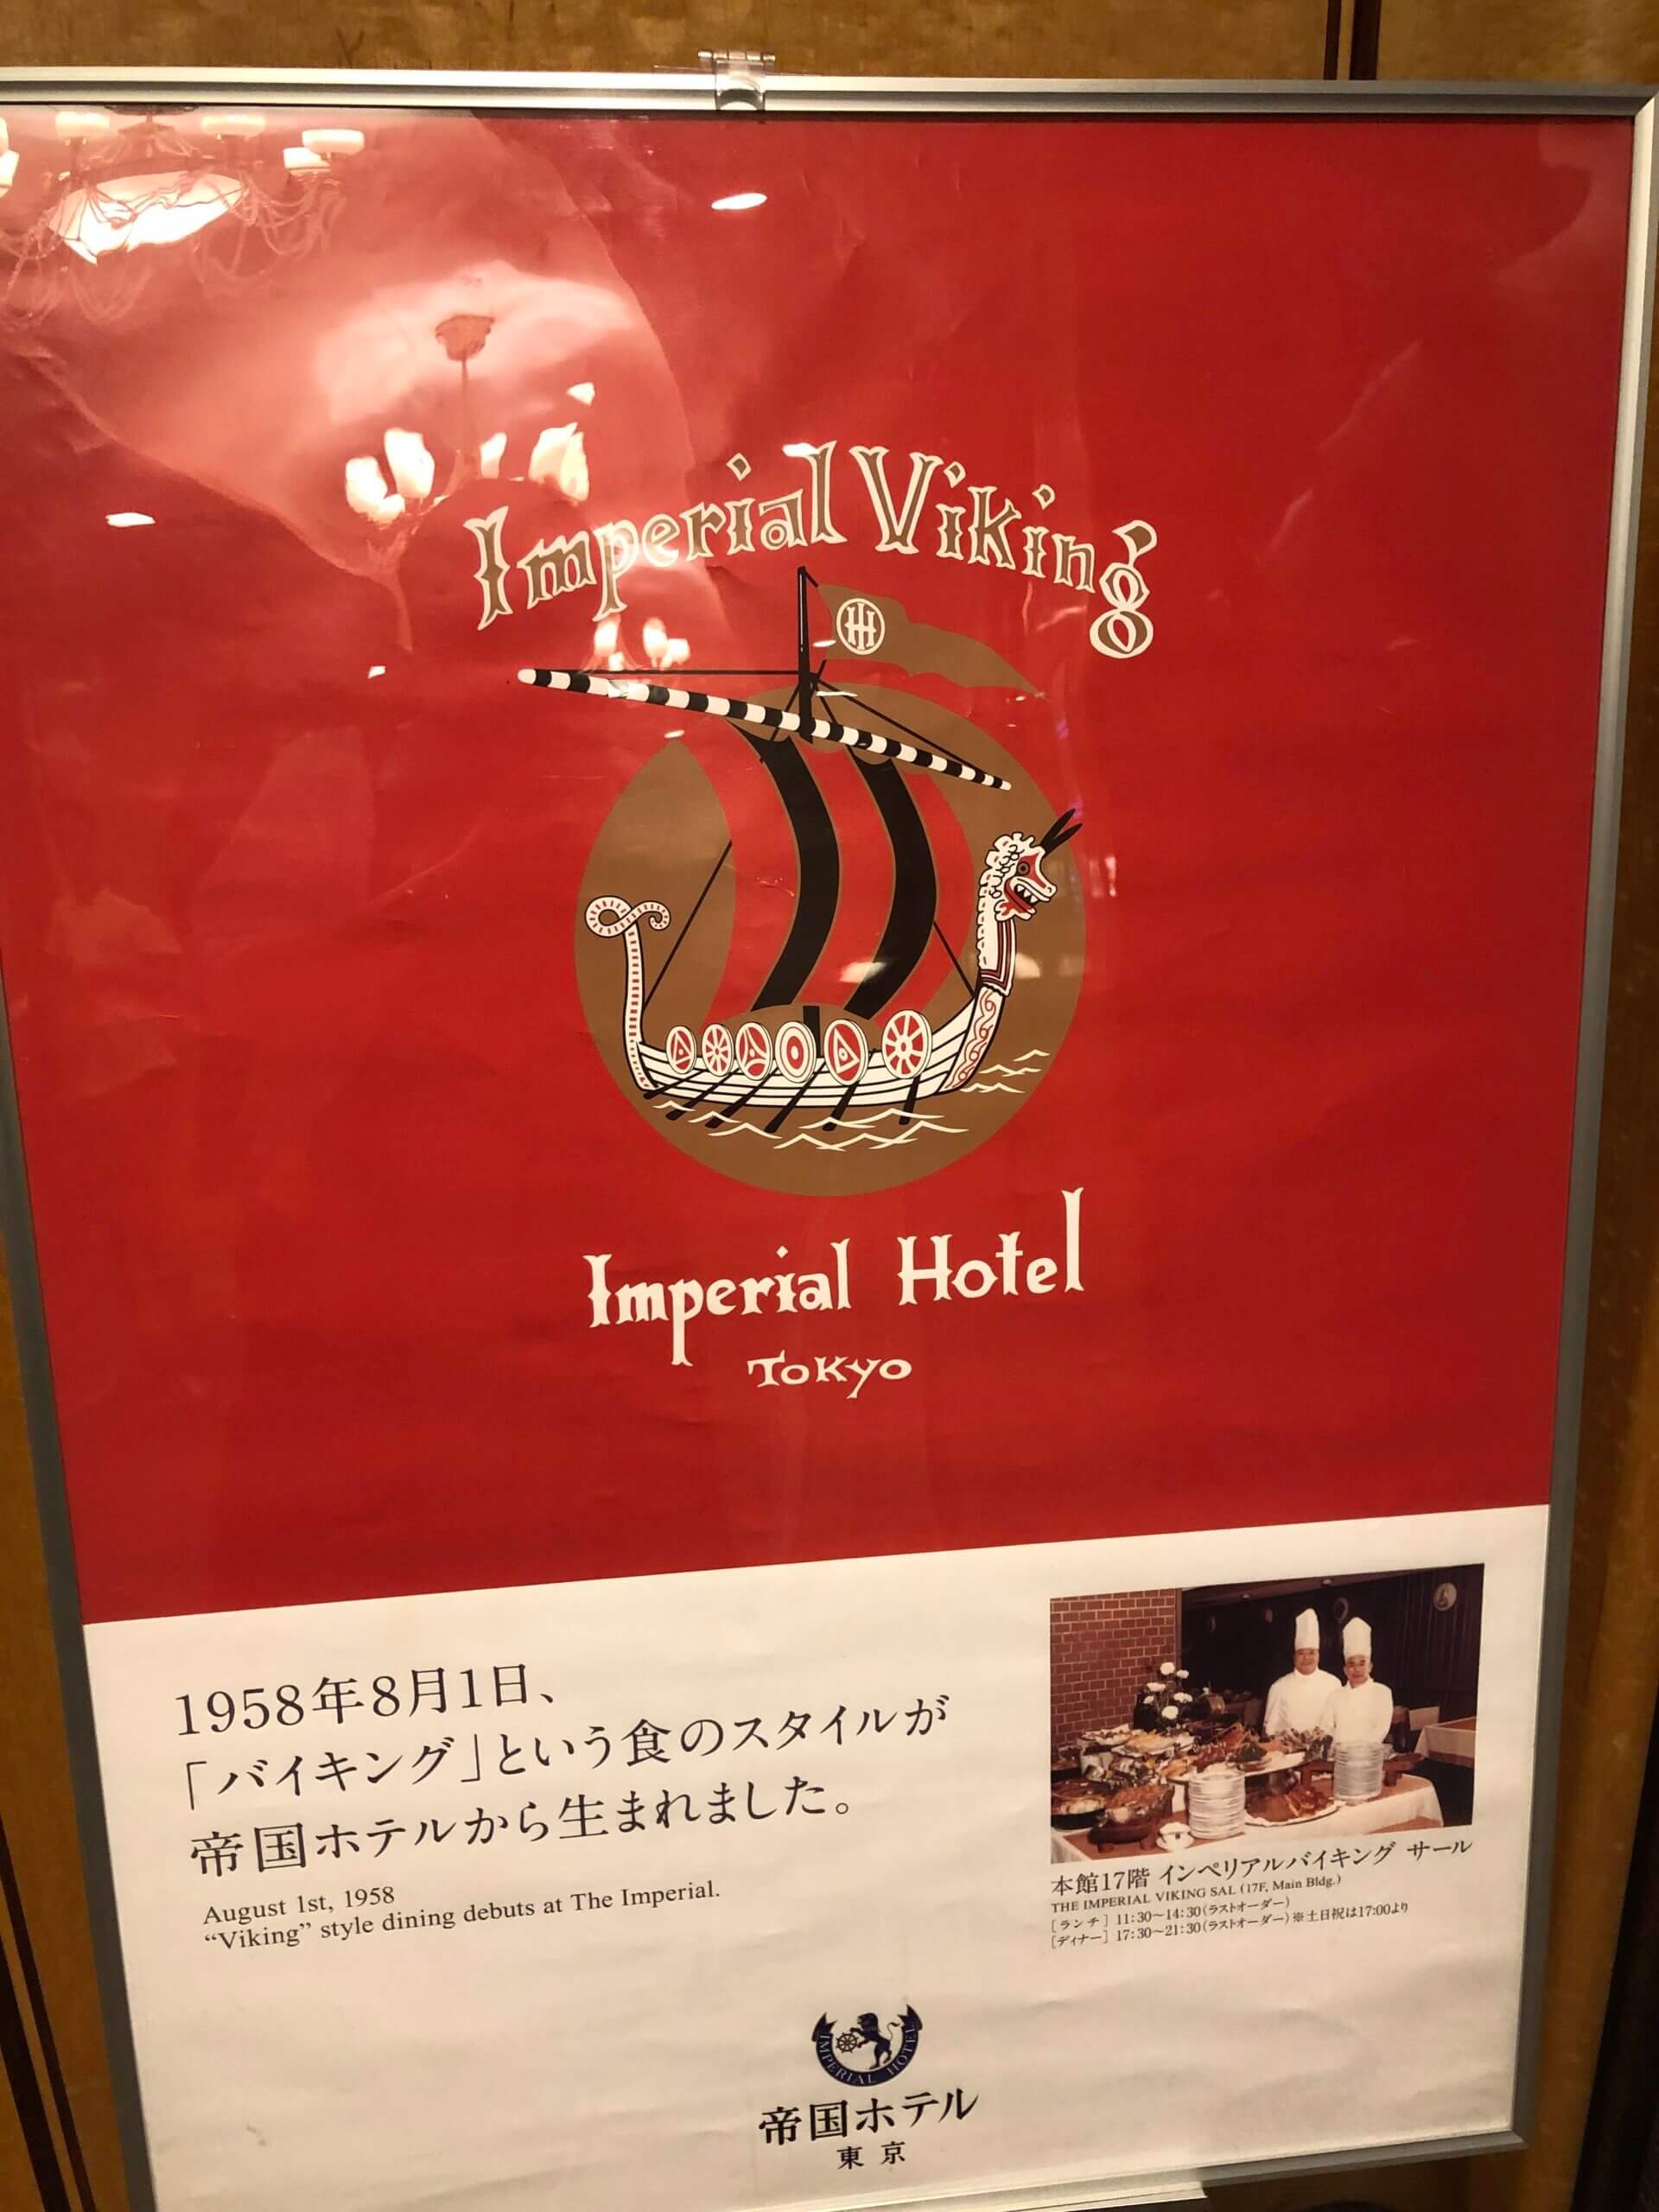 Imperial Viking
H
Imperial Hotel
TOKYO
1958年8月1日、
「バイキング」という食のスタイルが
帝国ホテルから生まれました。
August 1st, 1958
“Viking” style dining debuts at The Imperial.
本館17階 インペリアルバイキング サール
THE IMPERIAL VIKING SAL (17F, Main Bldg.)
[ランチ] 11:30〜14:30(ラストオーダー)
[ディナー] 17:30〜21:30(ラストオーダー)※土日祝は17:00より
IMPERIAL HOTEL
帝国ホテル
東京